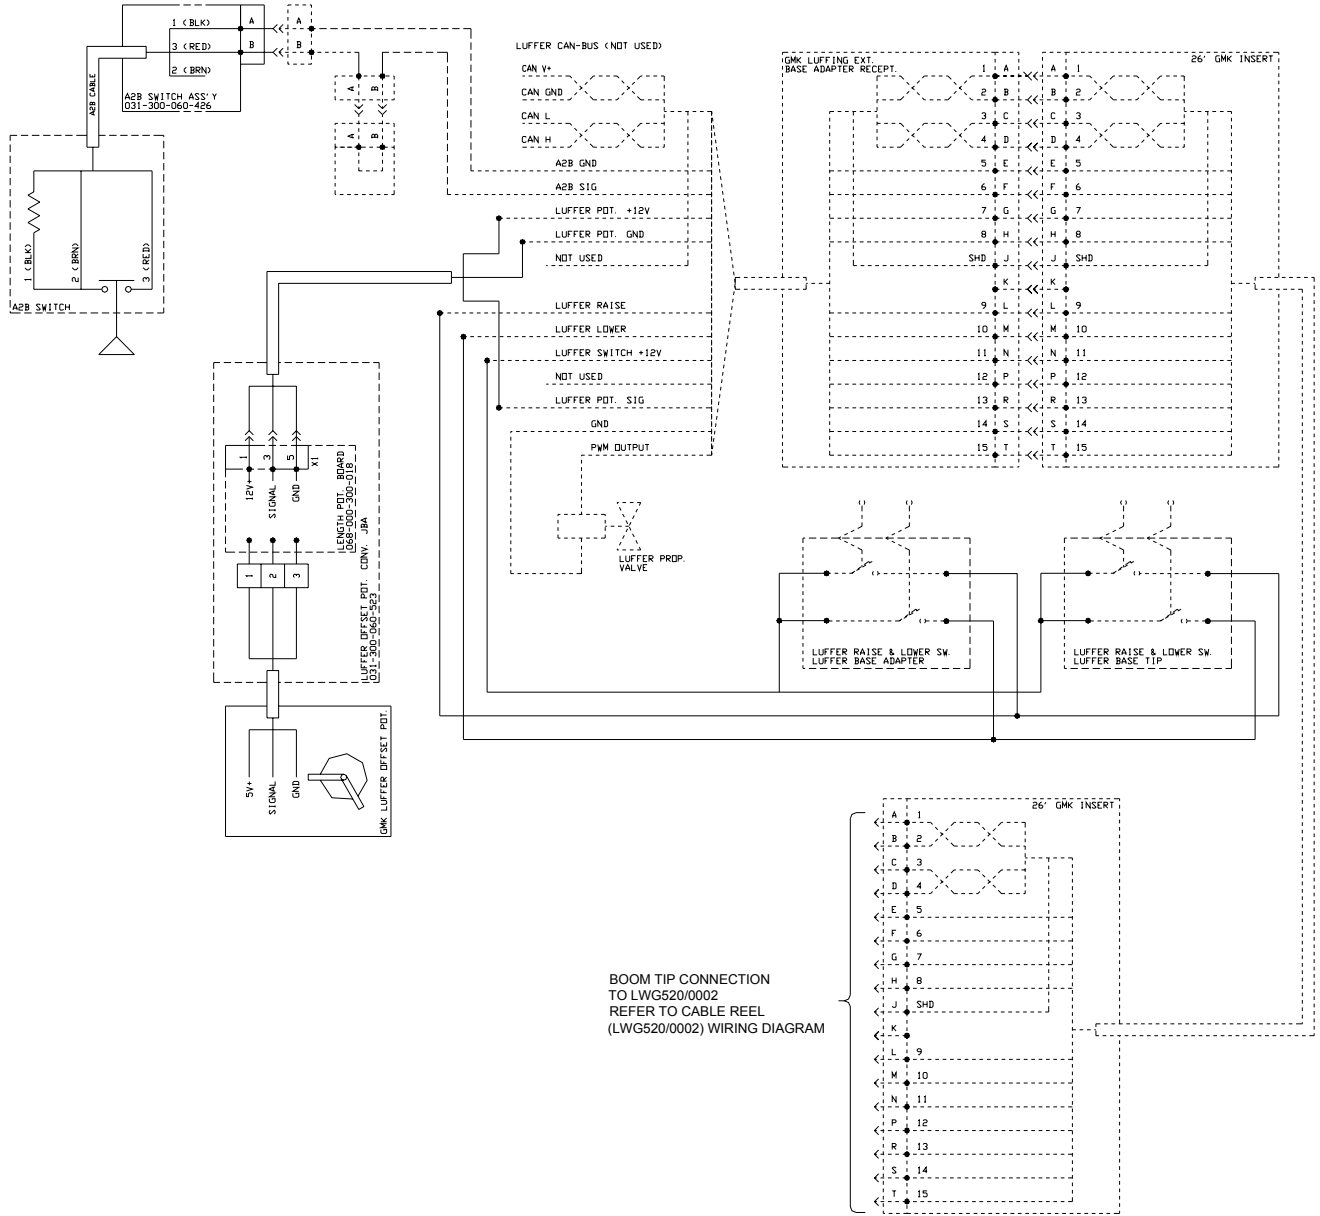 1 (BLK)
A
A
3 (RED)
B
B
2 (BRN)
A2B SWITCH ASS'Y
031-300-060-426
A2B CABLE
A
B
A
B
1 (BLK)
2 (BRN)
3 (RED)
A2B SWITCH
LUFFER CAN-BUS (NOT USED)
CAN V+
CAN GND
CAN L
CAN H
A2B GND
A2B SIG
LUFFER POT. +12V
LUFFER POT. GND
NOT USED
LUFFER RAISE
LUFFER LOWER
LUFFER SWITCH +12V
NOT USED
LUFFER POT. SIG
GND
PWM OUTPUT
LUFFER PROP.
VALVE
GMK LUFFING EXT.
BASE ADAPTER RECEPT.
26' GMK INSERT
1 A A 1
2 B B 2
3 C C 3
4 D D 4
5 E E 5
6 F F 6
7 G G 7
8 H H 8
SHD J J SHD
K K
9 L L 9
10 M M 10
11 N N 11
12 P P 12
13 R R 13
14 S S 14
15 T T 15
1
3
5
X1
12V+
SIGNAL
GND
LENGTH POT. BOARD
068-000-300-018
1
2
3
LUFFER OFFSET POT. CONV. JBA
031-300-060-523
5V+
SIGNAL
GND
GMK LUFFER OFFSET POT.
LUFFER RAISE & LOWER SW.
LUFFER BASE ADAPTER
LUFFER RAISE & LOWER SW.
LUFFER BASE TIP
26' GMK INSERT
A 1
B 2
C 3
D 4
E 5
F 6
G 7
H 8
J SHD
K
L 9
M 10
N 11
P 12
R 13
S 14
T 15
BOOM TIP CONNECTION
TO LWG520/0002
REFER TO CABLE REEL
(LWG520/0002) WIRING DIAGRAM